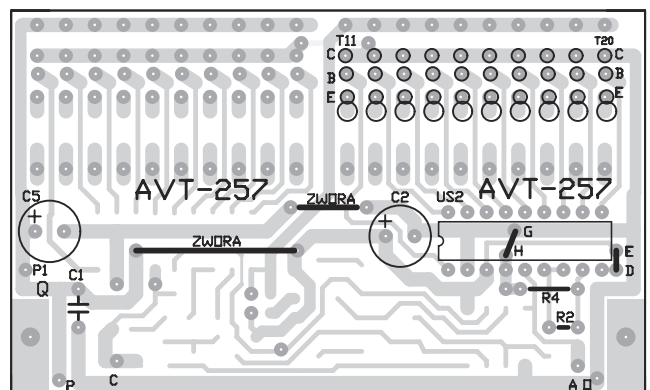 T11 T20
C C
B B
E E
AVT-257 AVT-257
C5 ZWORA C2 US2
+ +
ZWORA G
H E
P1 C1 D
Q
R4
R2
P C A D